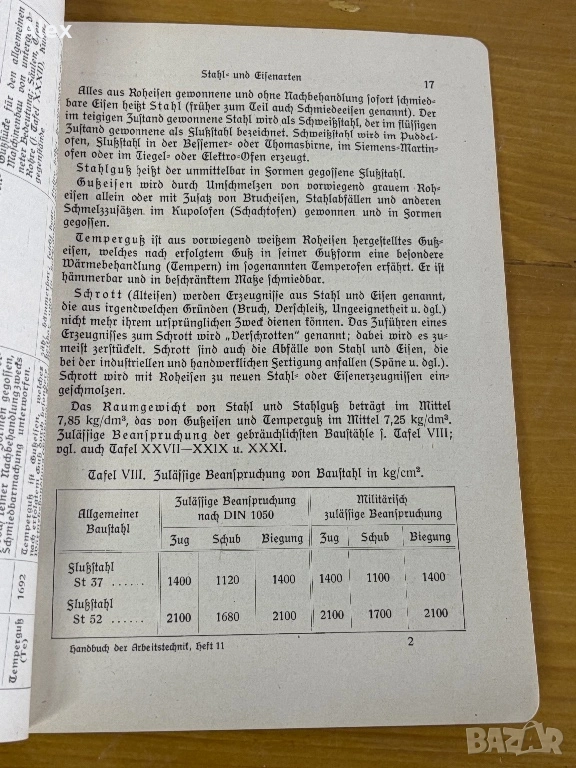 Stahl- und Eisenarten
17
Alles aus Roheisen gewonnene und ohne Nachbehandlung sofort schmied-
bare Eisen heißt Stahl (früher zum Teil auch Schmiedeeisen genannt). Der
im teigigen Zustand gewonnene Stahl wird als Schweißstahl, der im flüssigen
Zustand gewonnene als Flußstahl bezeichnet. Schweißstahl wird im Puddel-
ofen, Flußstahl in der Bessemer- oder Thomasbirne, im Siemens-Martin-
ofen oder im Tiegel- oder Elektro-Ofen erzeugt.
Stahlguß heißt der unmittelbar in Formen gegossene Flußstahl.
Gußeisen wird durch Umschmelzen von vorwiegend grauem Roh-
eisen allein oder mit Zusatz von Brucheisen, Stahlabfällen und anderen
Schmelzzusätzen im Kupolofen (Schachtofen) gewonnen und in Formen
gegossen.
Temperguß ist aus vorwiegend weißem Roheisen hergestelltes Guß-
eisen, welches nach erfolgtem Guß in seiner Gußform eine besondere
Wärmebehandlung (Tempern) im sogenannten Temperofen erfährt. Er ist
hämmerbar und in beschränktem Maße schmiedbar.
Schrott (Alteisen) werden Erzeugnisse aus Stahl und Eisen genannt,
die aus irgendwelchen Gründen (Bruch, Verschleiß, Ungeeignetheit u. dgl.)
nicht mehr ihrem ursprünglichen Zweck dienen können. Das Zuführen eines
Erzeugnisses zum Schrott wird „Verschrotten" genannt; dabei wird es zu-
meist zerstückelt. Schrott sind auch die Abfälle von Stahl und Eisen, die
bei der industriellen und handwerklichen Fertigung anfallen (Späne u. dgl.).
Schrott wird mit Roheisen zu neuen Stahl- oder Eisenerzeugnissen ein-
geschmolzen.
Das Raumgewicht von Stahl und Stahlguß beträgt im Mittel
7,85 kg/dm³, das von Gußeisen und Temperguß im Mittel 7,25 kg/dm³.
Zulässige Beanspruchung der gebräuchlichsten Baustähle s. Tafel VIII;
vgl. auch Tafel XXVII—XXIX u. XXXI.
Tafel VIII. Zulässige Beanspruchung von Baustahl in kg/cm².
Allgemeiner Baustahl
Zulässige Beanspruchung nach DIN 1050
Militärisch zulässige Beanspruchung
Zug Schub Biegung Zug Schub Biegung
Flußstahl
St 37 ...... 1400 1120 1400 1400 1100 1400
Flußstahl
St 52 ...... 2100 1680 2100 2100 1700 2100
Handbuch der Arbeitstechnik, Heft 11
2
1692
Temperguß
(Te)
BAZAR